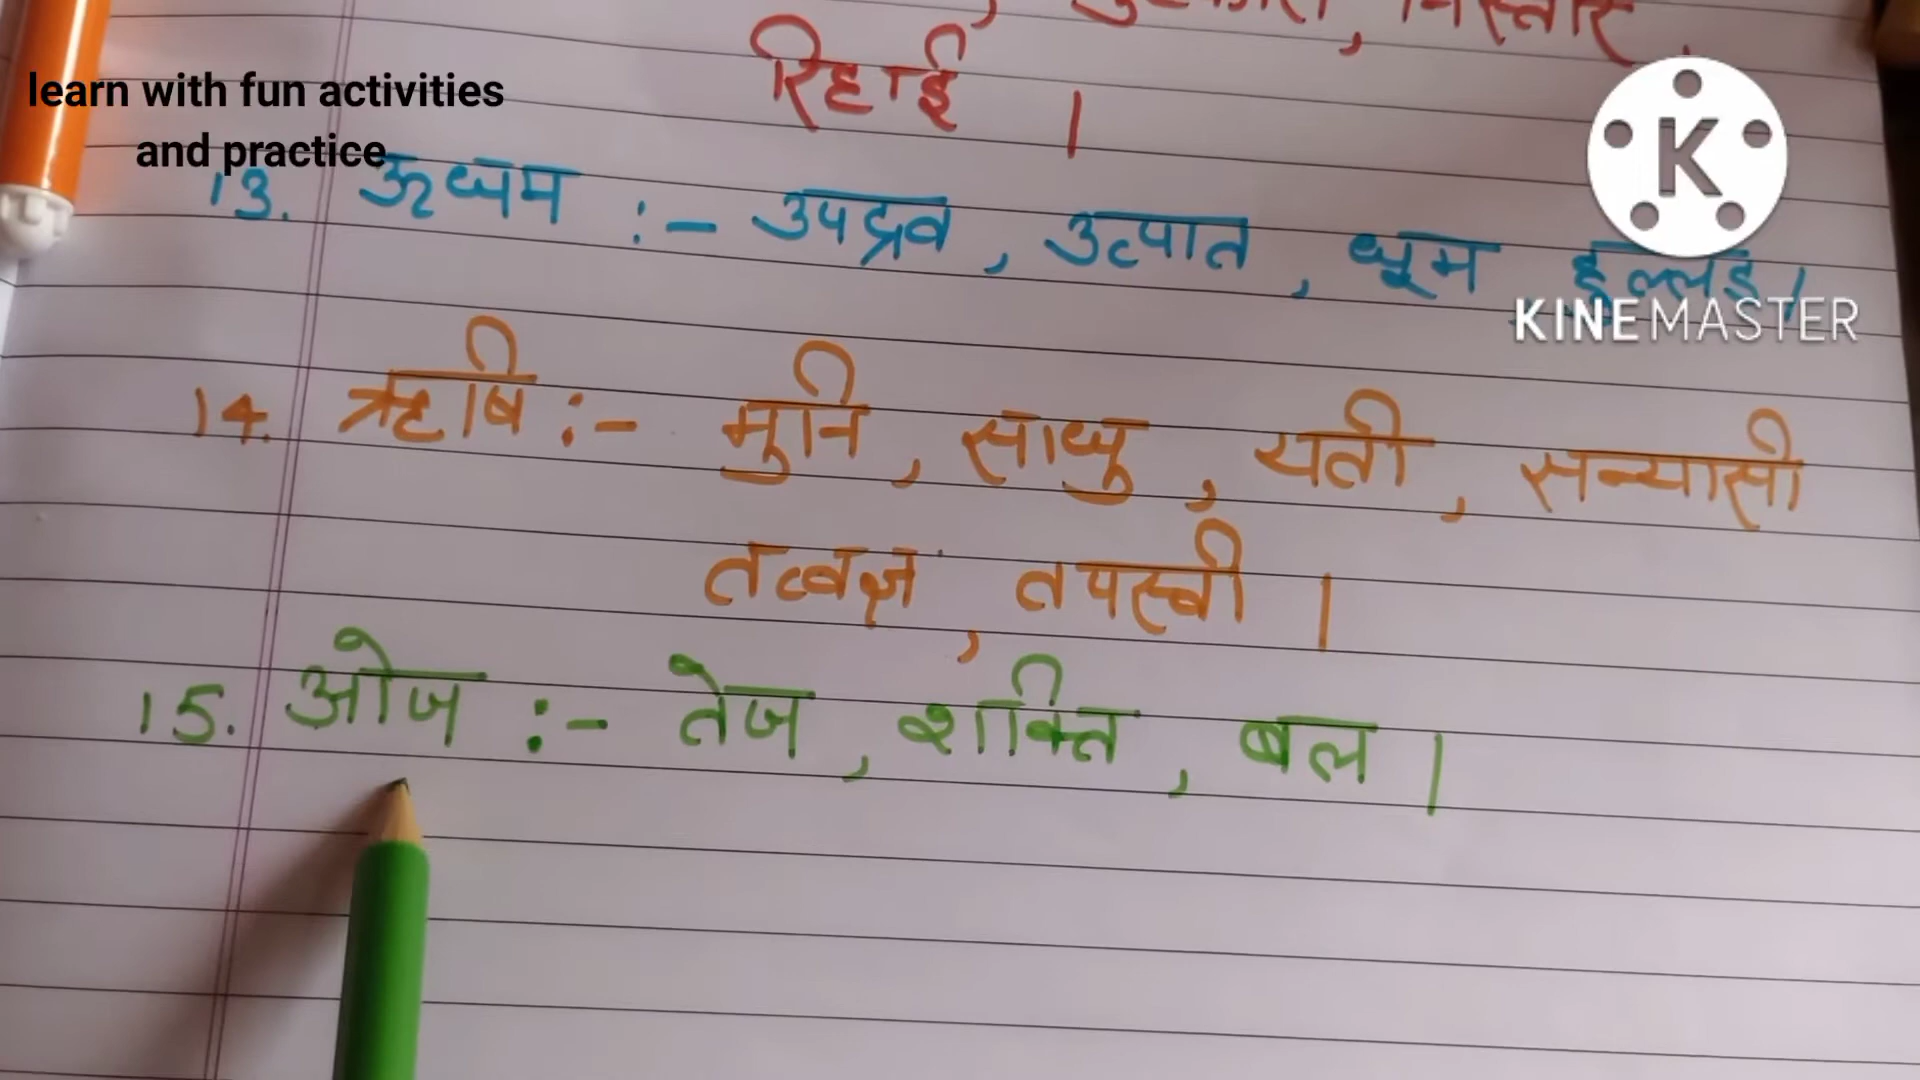 निस्तार,
रिहाई ।
learn with fun activities
and practice
13. ऊधम :- उपद्रव, उत्पात, धूम हुल्लड़।
KINEMASTER
14. ऋषि :- मुनि, साधु, यती, सन्यासी
तत्वज्ञ, तपस्वी ।
15. ओज :- तेज, शक्ति, बल ।